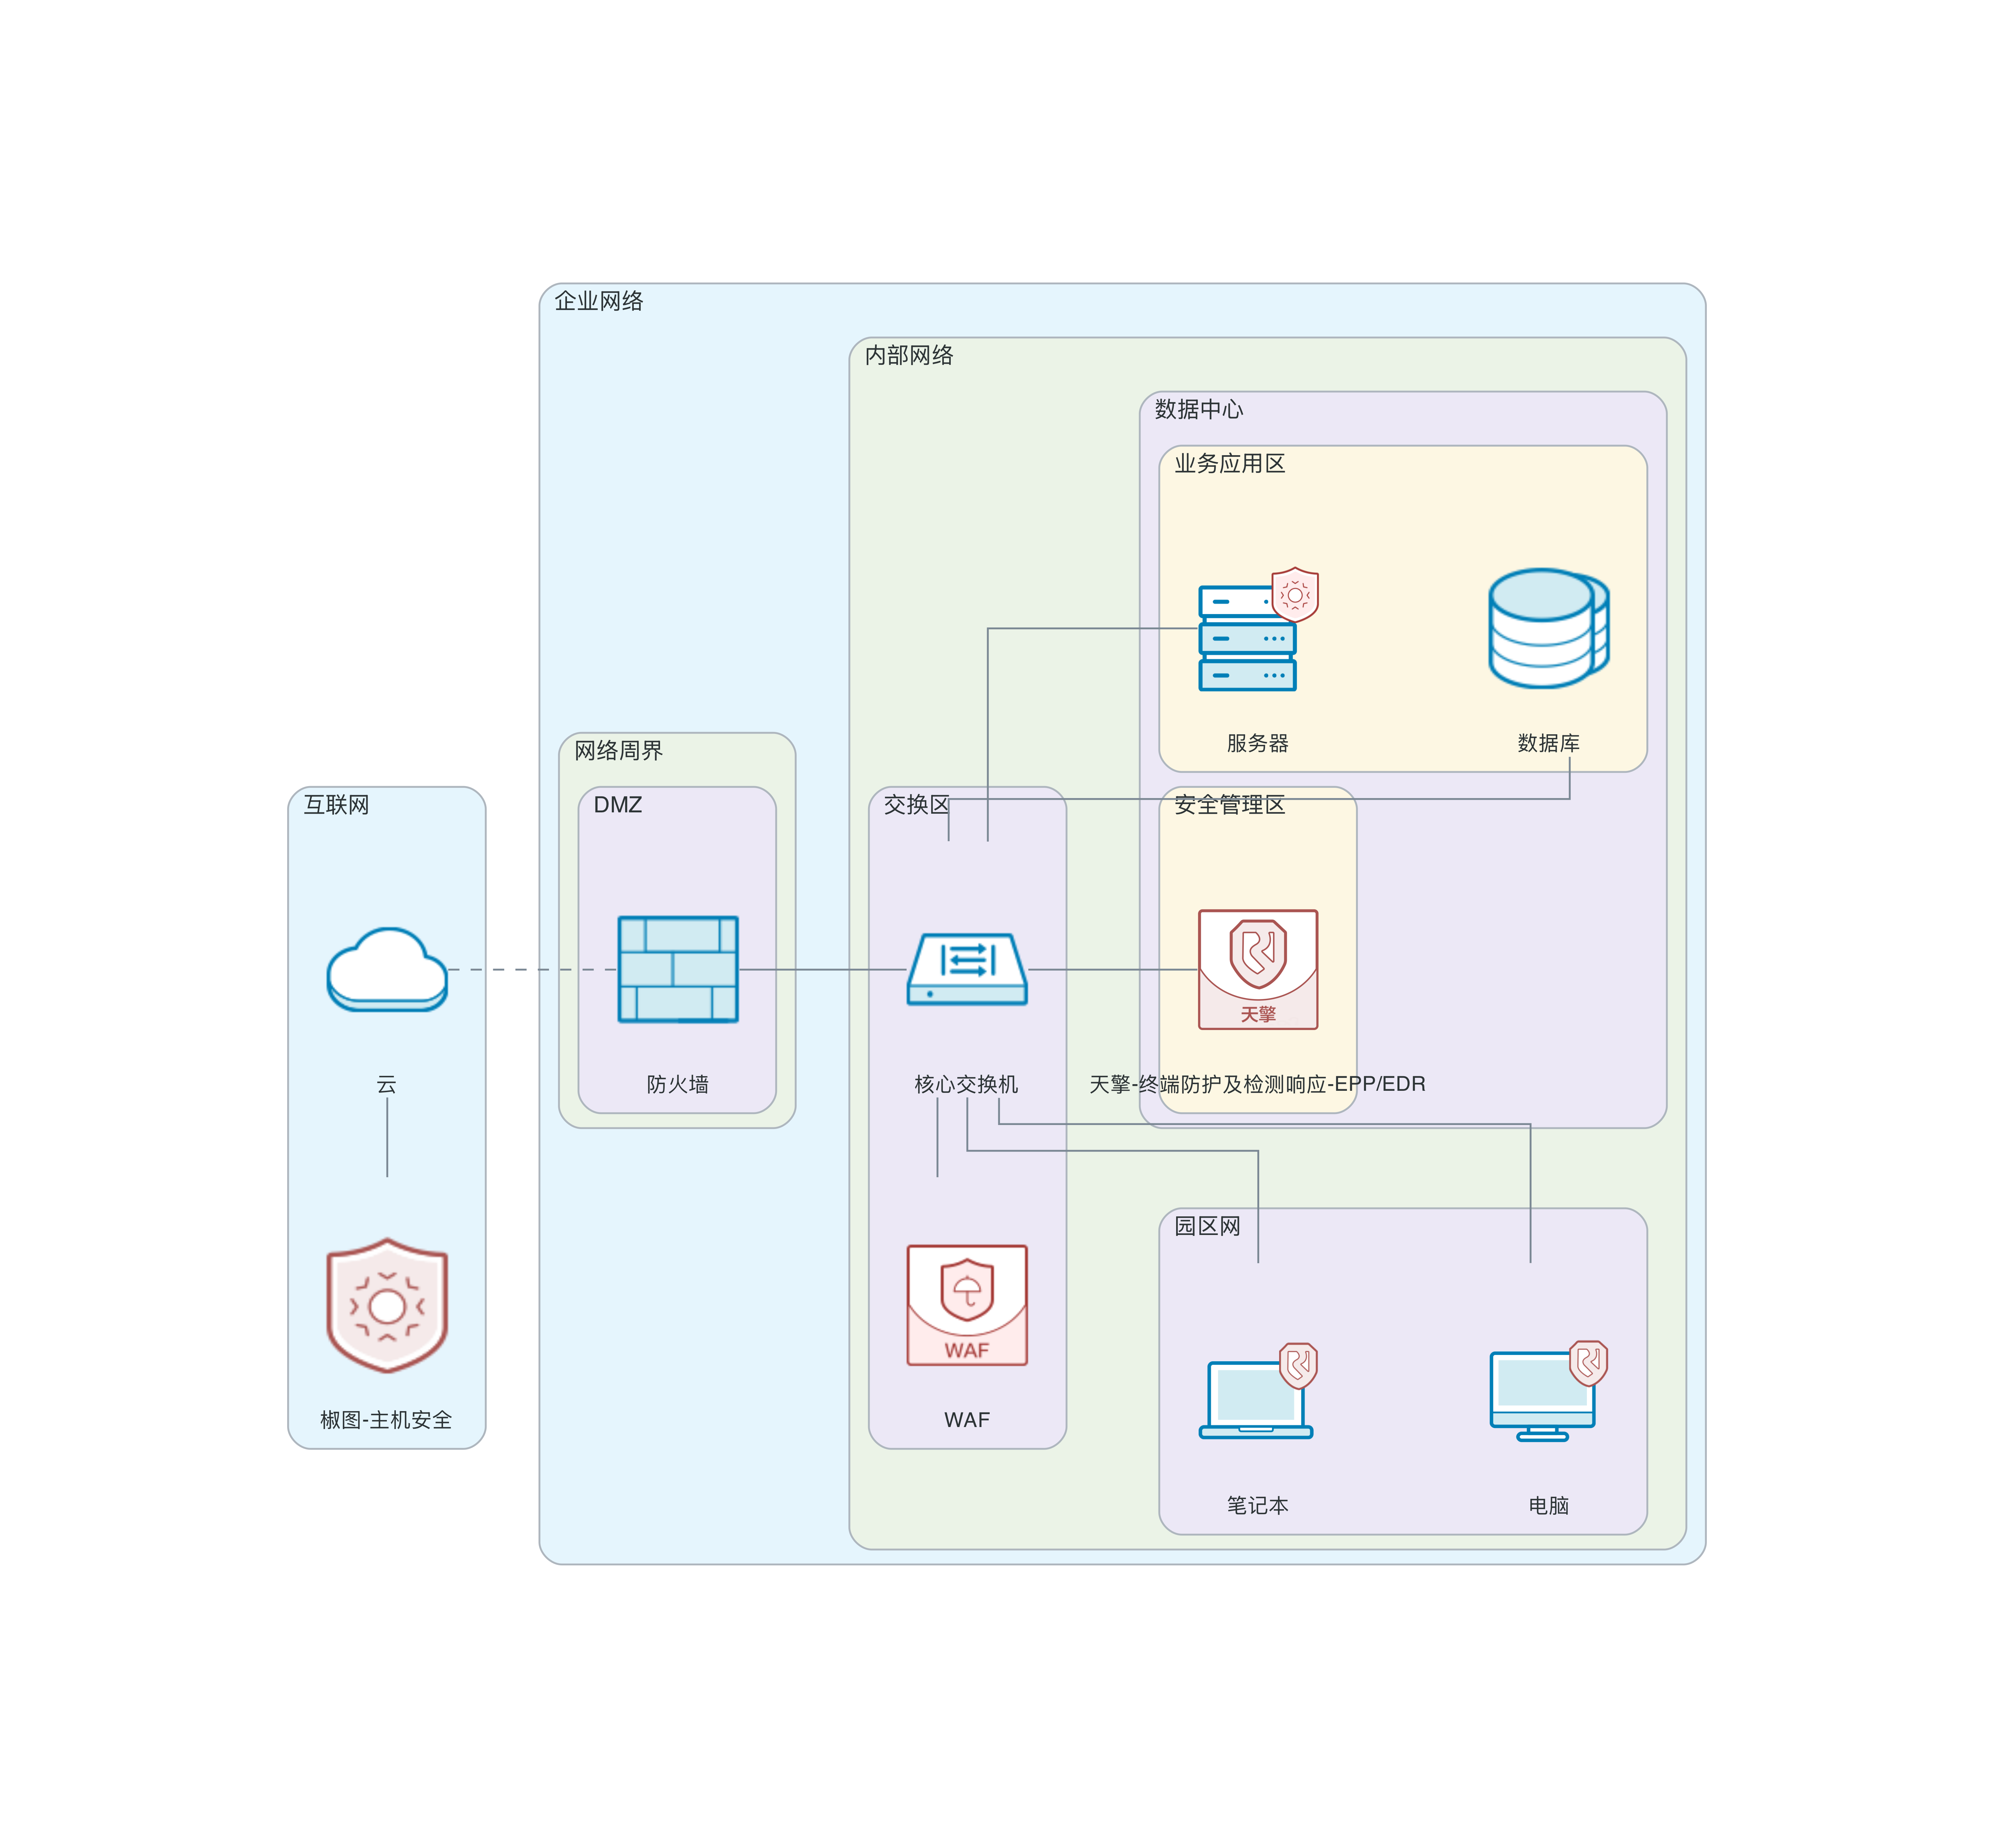 企业网络
内部网络
数据中心
业务应用区
服务器
数据库
网络周界
互联网
DMZ
交换区
安全管理区
天擎
云
防火墙
核心交换机
天擎-终端防护及检测响应-EPP/EDR
园区网
WAF
椒图-主机安全
WAF
笔记本
电脑